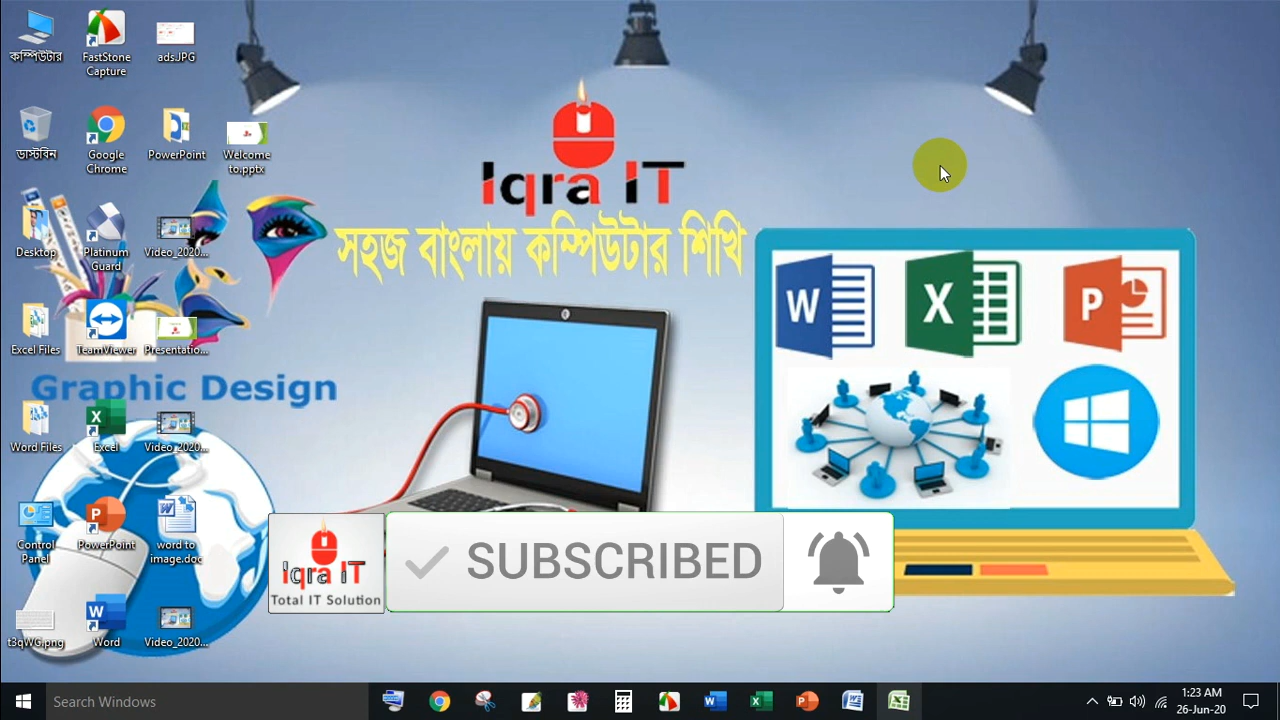 কম্পিউটার
FastStone
Capture
ads.JPG
ডাস্টবিন
Google
Chrome
PowerPoint
Welcome
to.pptx
Iqra IT
সহজ বাংলায় কম্পিউটার শিখি
Desktop
Platinum
Guard
Video_2020...
Excel Files
TeamViewer
Presentatio...
Graphic Design
Word Files
Excel
Video_2020...
W
X
P
Control
Panel
PowerPoint
word to
image.doc
t3qWG.png
Word
Video_2020...
Iqra IT
Total IT Solution
SUBSCRIBED
Search Windows
1:23 AM
26-Jun-20